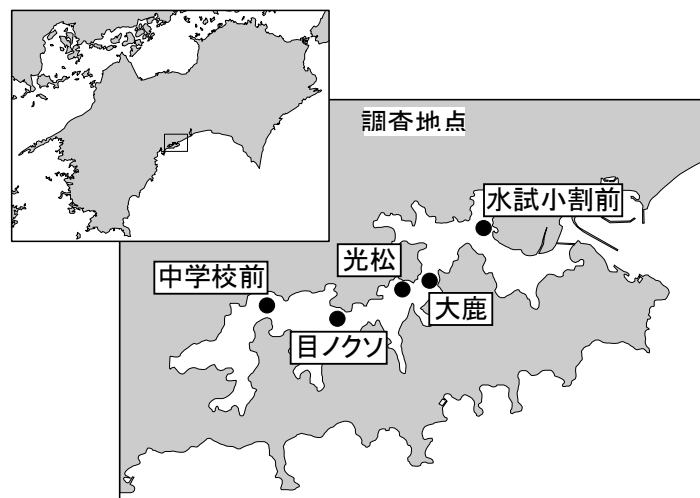 調査地点
水試小割前
光松
中学校前
大鹿
目ノクソ